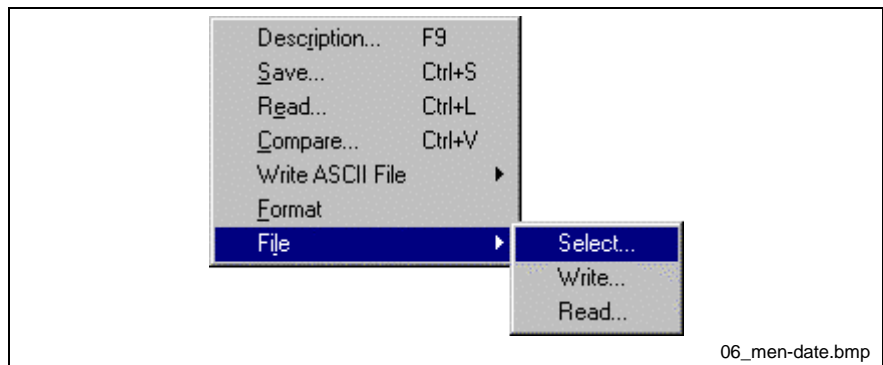 Description... F9
Save... Ctrl+S
Read... Ctrl+L
Compare... Ctrl+V
Write ASCII File
Format
File
Select...
Write...
Read...
06_men-date.bmp